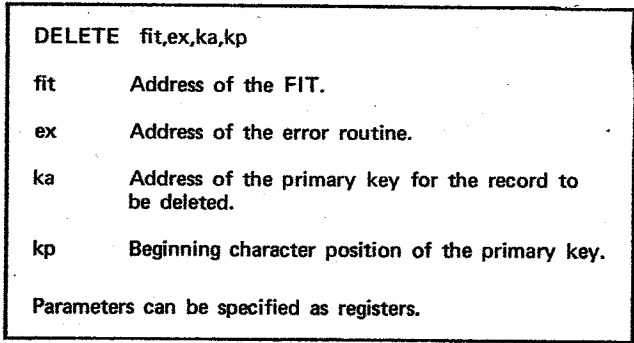 DELETE fit,ex,ka,kp
fit Address of the FIT.
ex Address of the error routine.
ka Address of the primary key for the record to
be deleted.
kp Beginning character position of the primary key.
Parameters can be specified as registers.